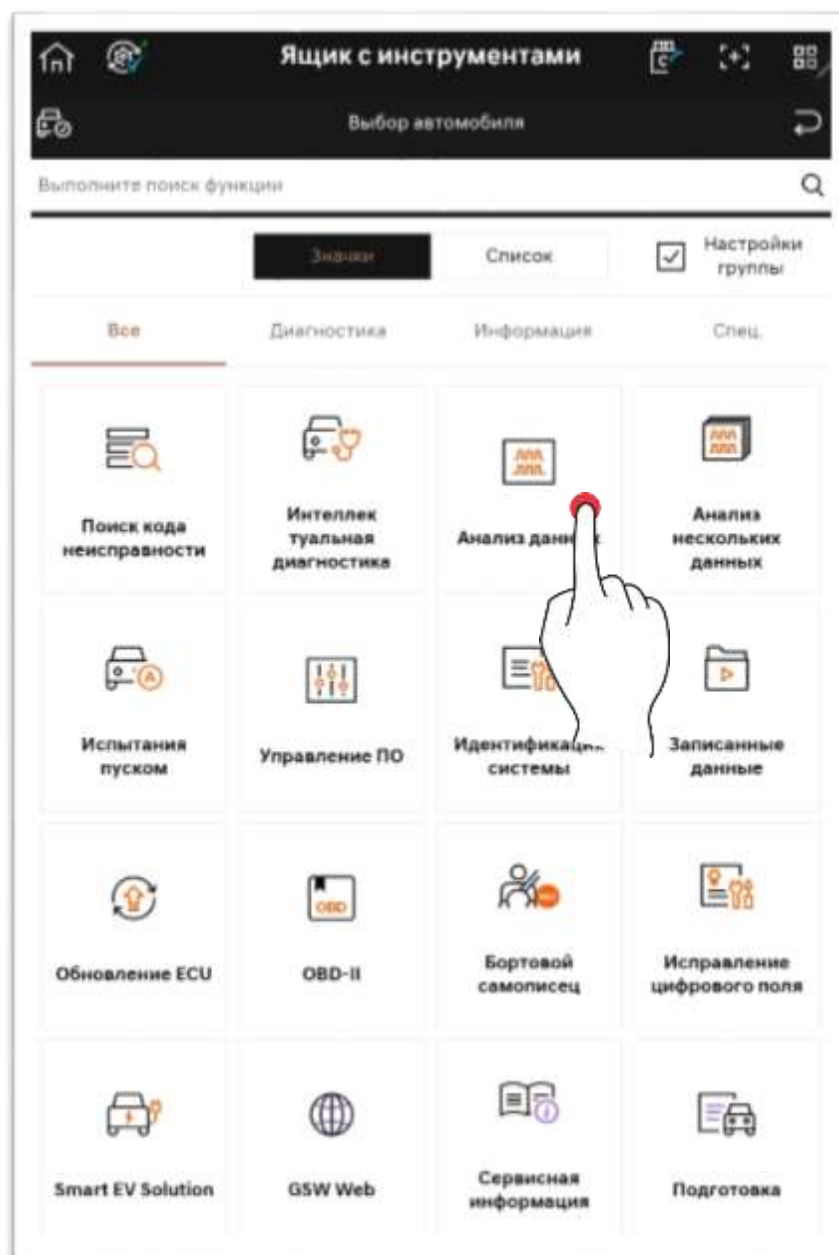 Ящик с инструментами
Выбор автомобиля
Выполните поиск функции
Значки
Список
Настройки
группы
Все
Диагностика
Информация
Спец.
Поиск кода
неисправности
Интеллек
туальная
диагностика
Анализ данных
Анализ
нескольких
данных
Испытания
пуском
Управление ПО
Идентификация
системы
Записанные
данные
Обновление ECU
OBD
OBD-II
Бортовой
самописец
Исправление
цифрового поля
Smart EV Solution
GSW Web
Сервисная
информация
Подготовка